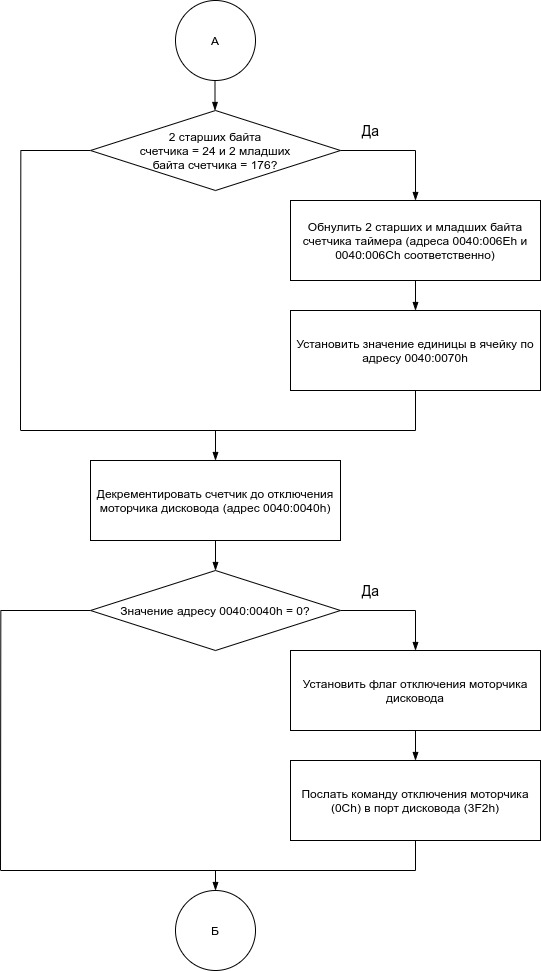 А
2 старших байта
счетчика = 24 и 2 младших
байта счетчика = 176?
Да
Обнулить 2 старших и младших байта
счетчика таймера (адреса 0040:006Eh и
0040:006Ch соответственно)
Установить значение единицы в ячейку по
адресу 0040:0070h
Декрементировать счетчик до отключения
моторчика дисковода (адрес 0040:0040h)
Значение адресу 0040:0040h = 0?
Да
Установить флаг отключения моторчика
дисковода
Послать команду отключения моторчика
(0Ch) в порт дисковода (3F2h)
Б